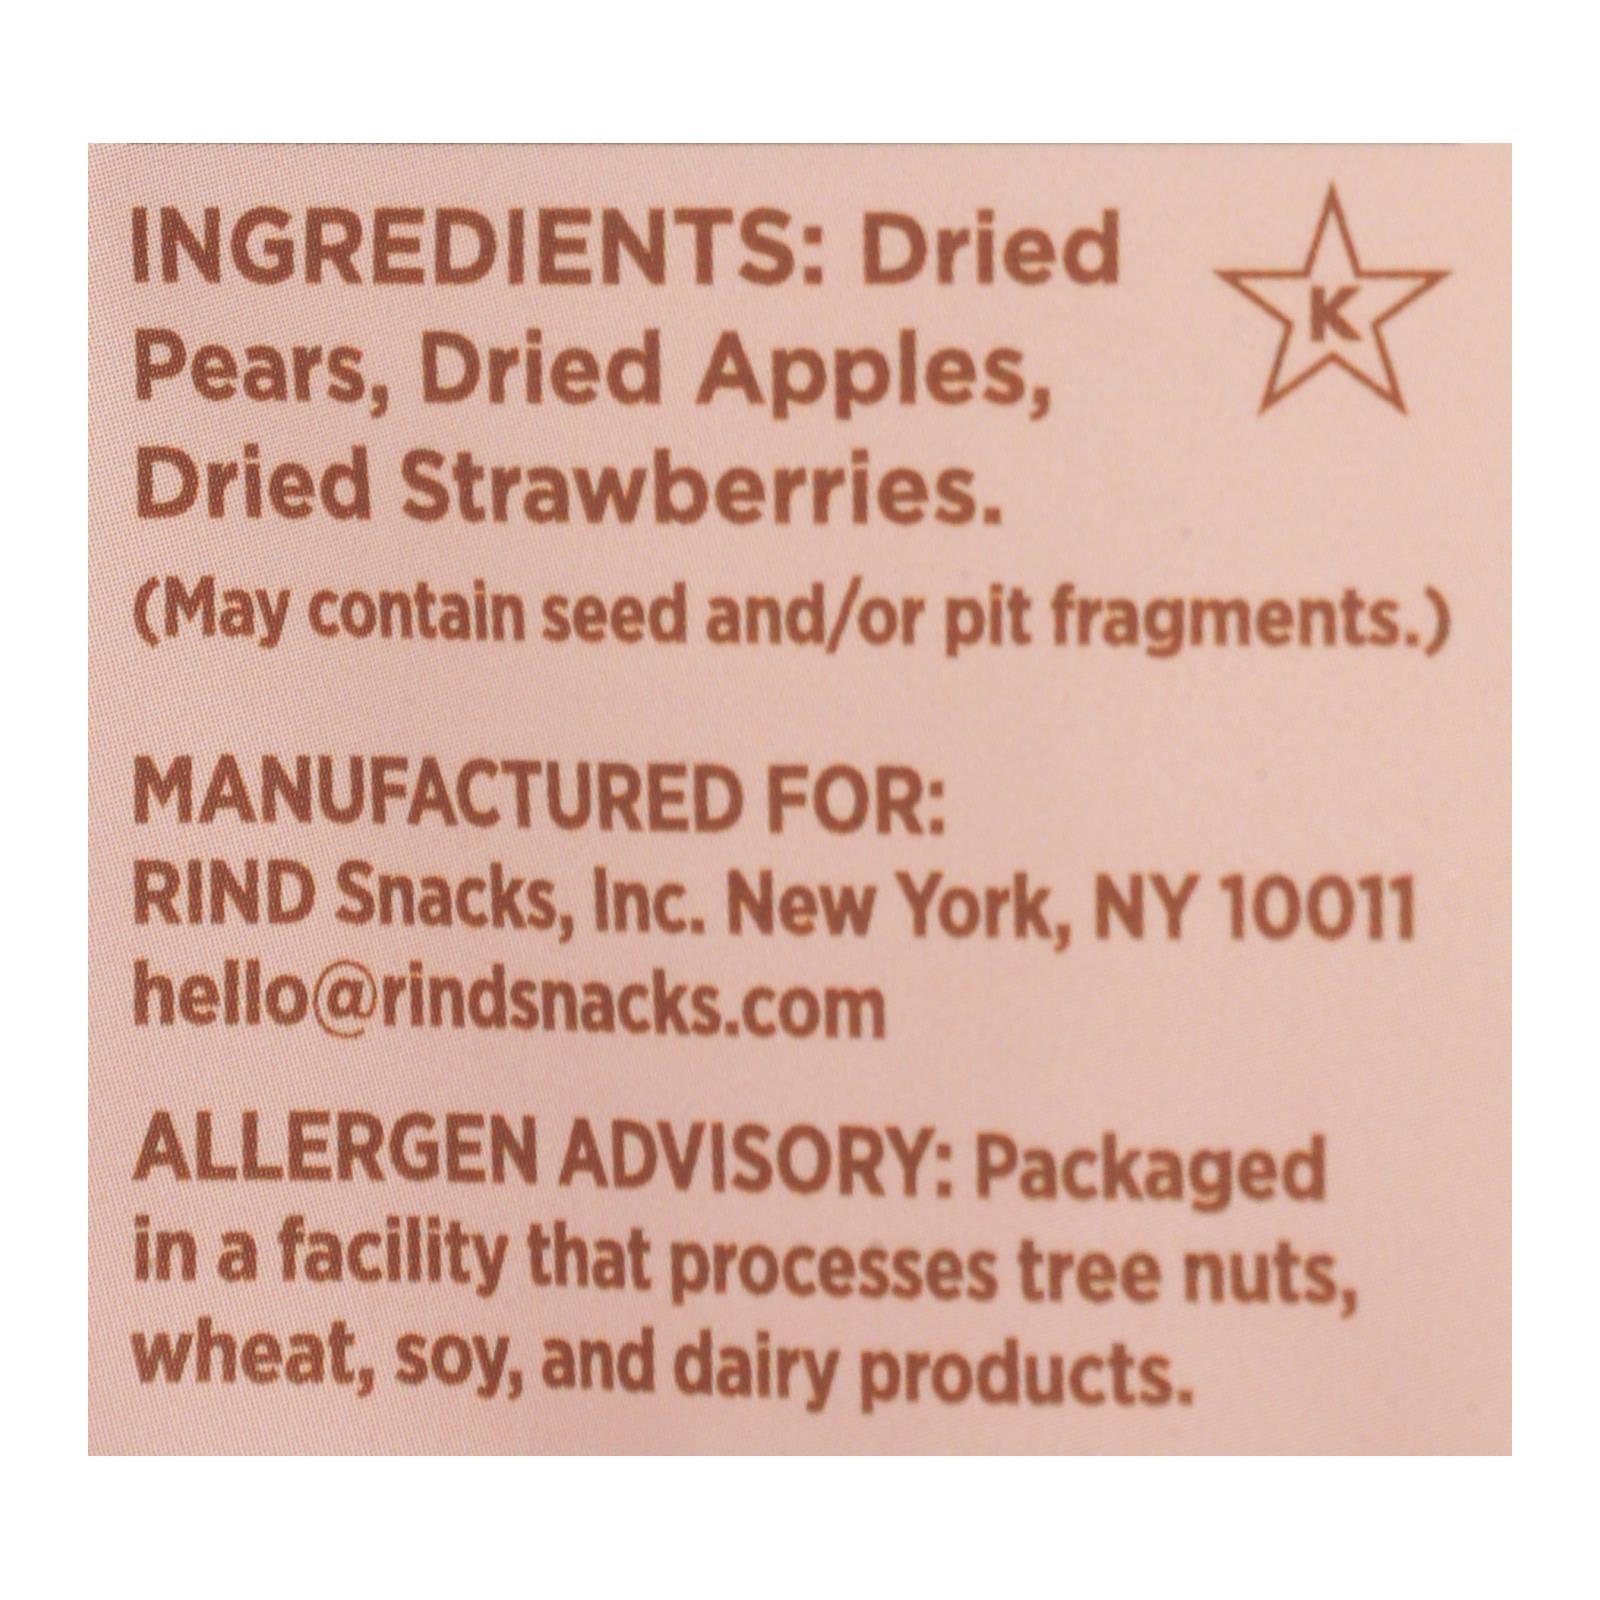 INGREDIENTS: Dried
K
Pears, Dried Apples,
Dried Strawberries.
(May contain seed and/or pit fragments.)
MANUFACTURED FOR:
RIND Snacks, Inc. New York, NY 10011
hello@rindsnacks.com
ALLERGEN ADVISORY: Packaged
in a facility that processes tree nuts,
wheat, soy, and dairy products.